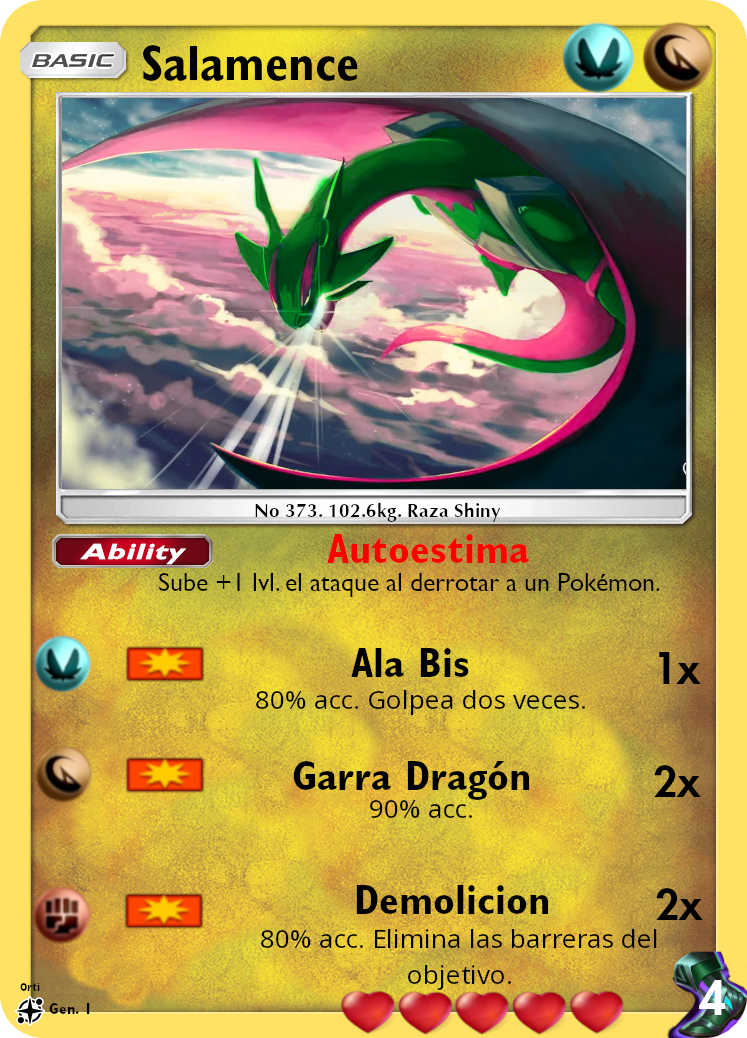 BASIC Salamence
No 373. 102.6kg. Raza Shiny
Ability Autoestima
Sube +1 lvl. el ataque al derrotar a un Pokémon.
Ala Bis 1x
80% acc. Golpea dos veces.
Garra Dragón 2x
90% acc.
Demolicion 2x
80% acc. Elimina las barreras del
objetivo.
Orti
Gen. 1
4